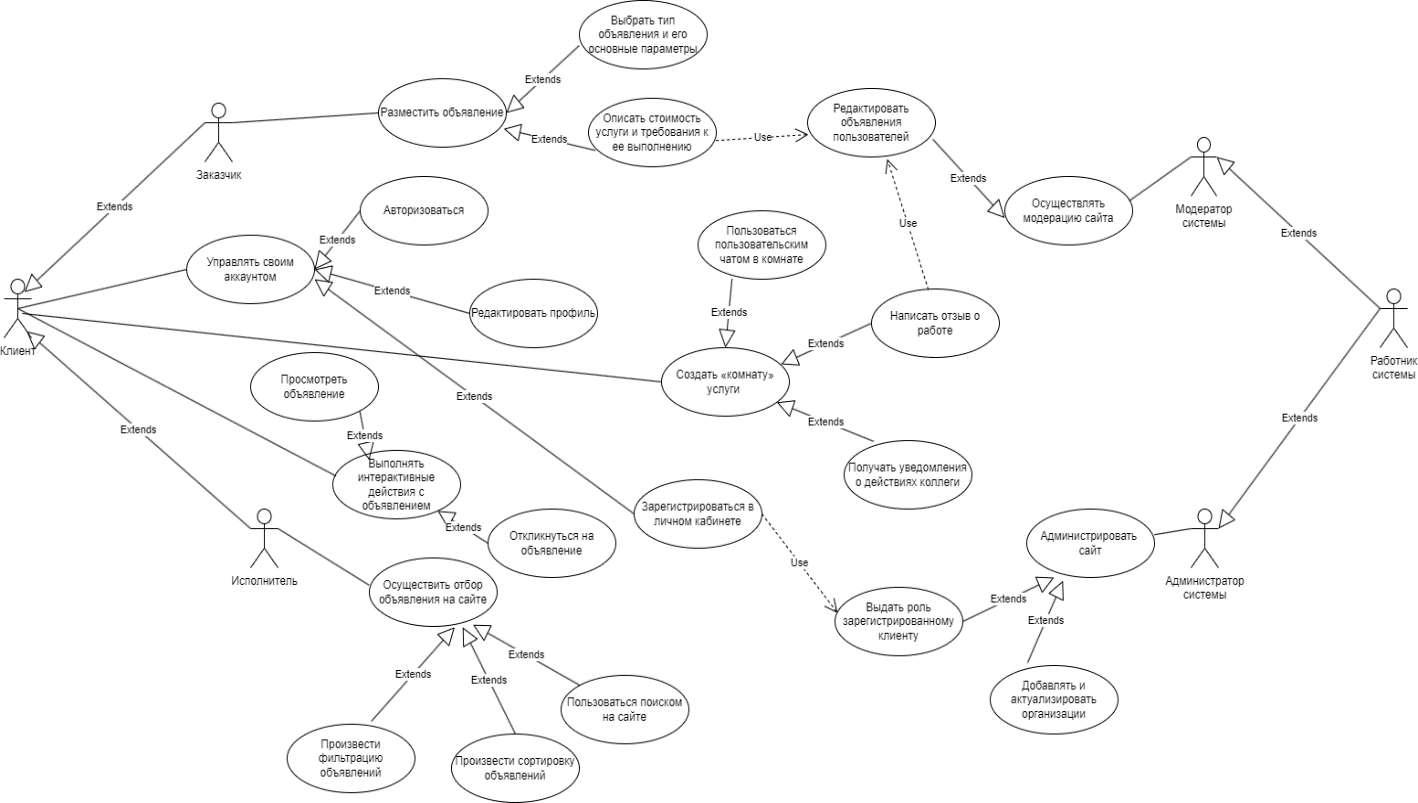 Выбрать тип
объявления и его
основные параметры
Extends
Разместить объявление
Описать стоимость
услуги и требования к
ее выполнению
Extends
Use
Редактировать
объявления
пользователей
Заказчик
Extends
Осуществлять
модерацию сайта
Модератор
системы
Extends
Авторизоваться
Extends
Use
Extends
Пользоваться
пользовательским
чатом в комнате
Управлять своим
аккаунтом
Extends
Редактировать профиль
Extends
Написать отзыв о
работе
Extends
Клиент
Работник
системы
Просмотреть
объявление
Создать «комнату»
услуги
Extends
Extends
Extends
Extends
Extends
Выполнять
интерактивные
действия с
объявлением
Получать уведомления
о действиях коллеги
Зарегистрироваться в
личном кабинете
Extends
Откликнуться на
объявление
Администрировать
сайт
Use
Исполнитель
Администратор
системы
Осуществить отбор
объявления на сайте
Extends
Выдать роль
зарегистрированному
клиенту
Extends
Extends
Extends
Extends
Добавлять и
актуализировать
организации
Пользоваться поиском
на сайте
Произвести
фильтрацию
объявлений
Произвести сортировку
объявлений